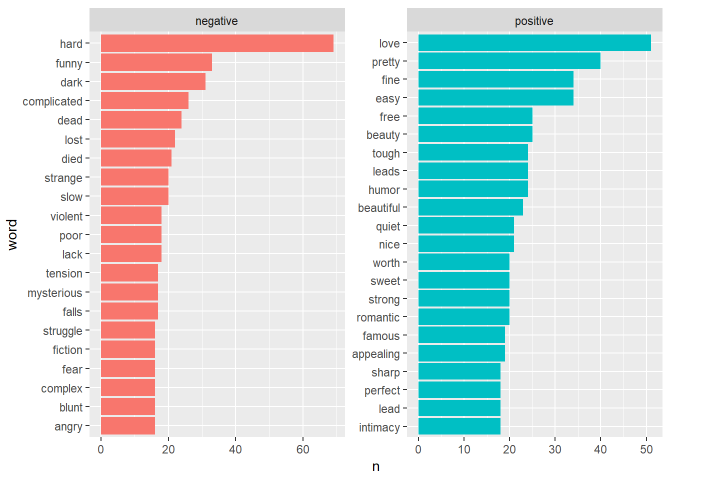 negative
positive
word
hard
funny
dark
complicated
dead
lost
died
strange
slow
violent
poor
lack
tension
mysterious
falls
struggle
fiction
fear
complex
blunt
angry
0 20 40 60
love
pretty
fine
easy
free
beauty
tough
leads
humor
beautiful
quiet
nice
worth
sweet
strong
romantic
famous
appealing
sharp
perfect
lead
intimacy
0 10 20 30 40 50
n